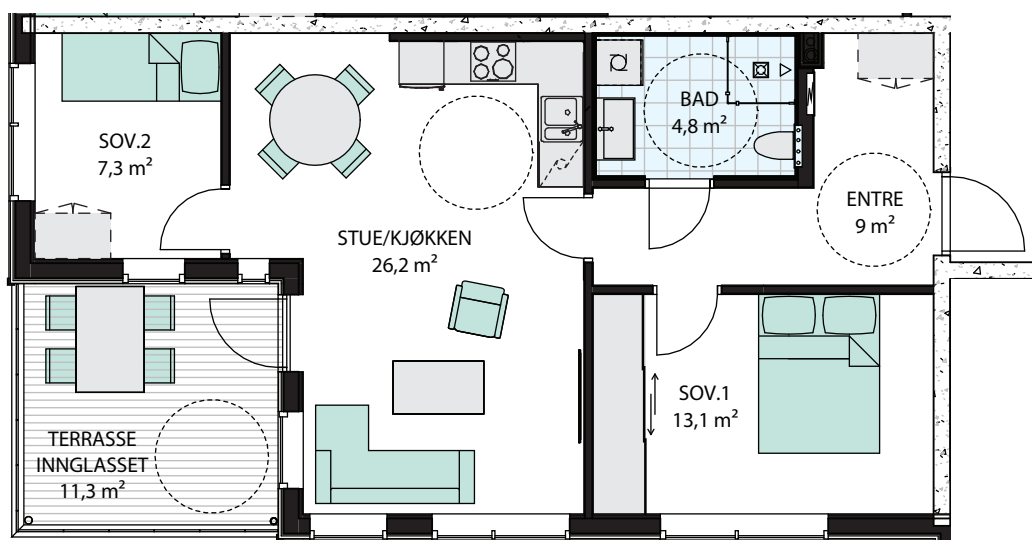 SOV.2
7,3 m²
STUE/KJØKKEN
26,2 m²
BAD
4,8 m²
ENTRE
9 m²
SOV.1
13,1 m²
TERRASSE
INNGLASSET
11,3 m²